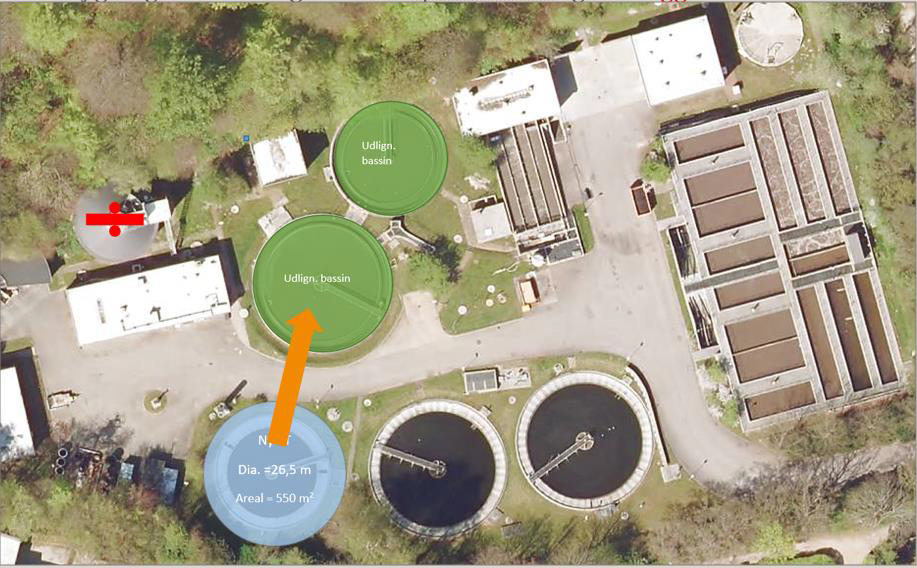 Udlign.
bassin
Udlign. bassin
Dia. =26,5 m
Areal = 550 m²